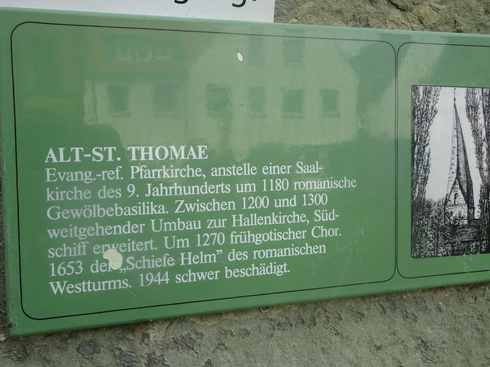 ALT-ST. THOMAE
Evang.-ref. Pfarrkirche, anstelle einer Saal-
kirche des 9. Jahrhunderts um 1180 romanische
Gewölbebasilika. Zwischen 1200 und 1300
weitgehender Umbau zur Hallenkirche, Süd-
schiff erweitert. Um 1270 frühgotischer Chor.
1653 der „Schiefe Helm” des romanischen
Westturms. 1944 schwer beschädigt.